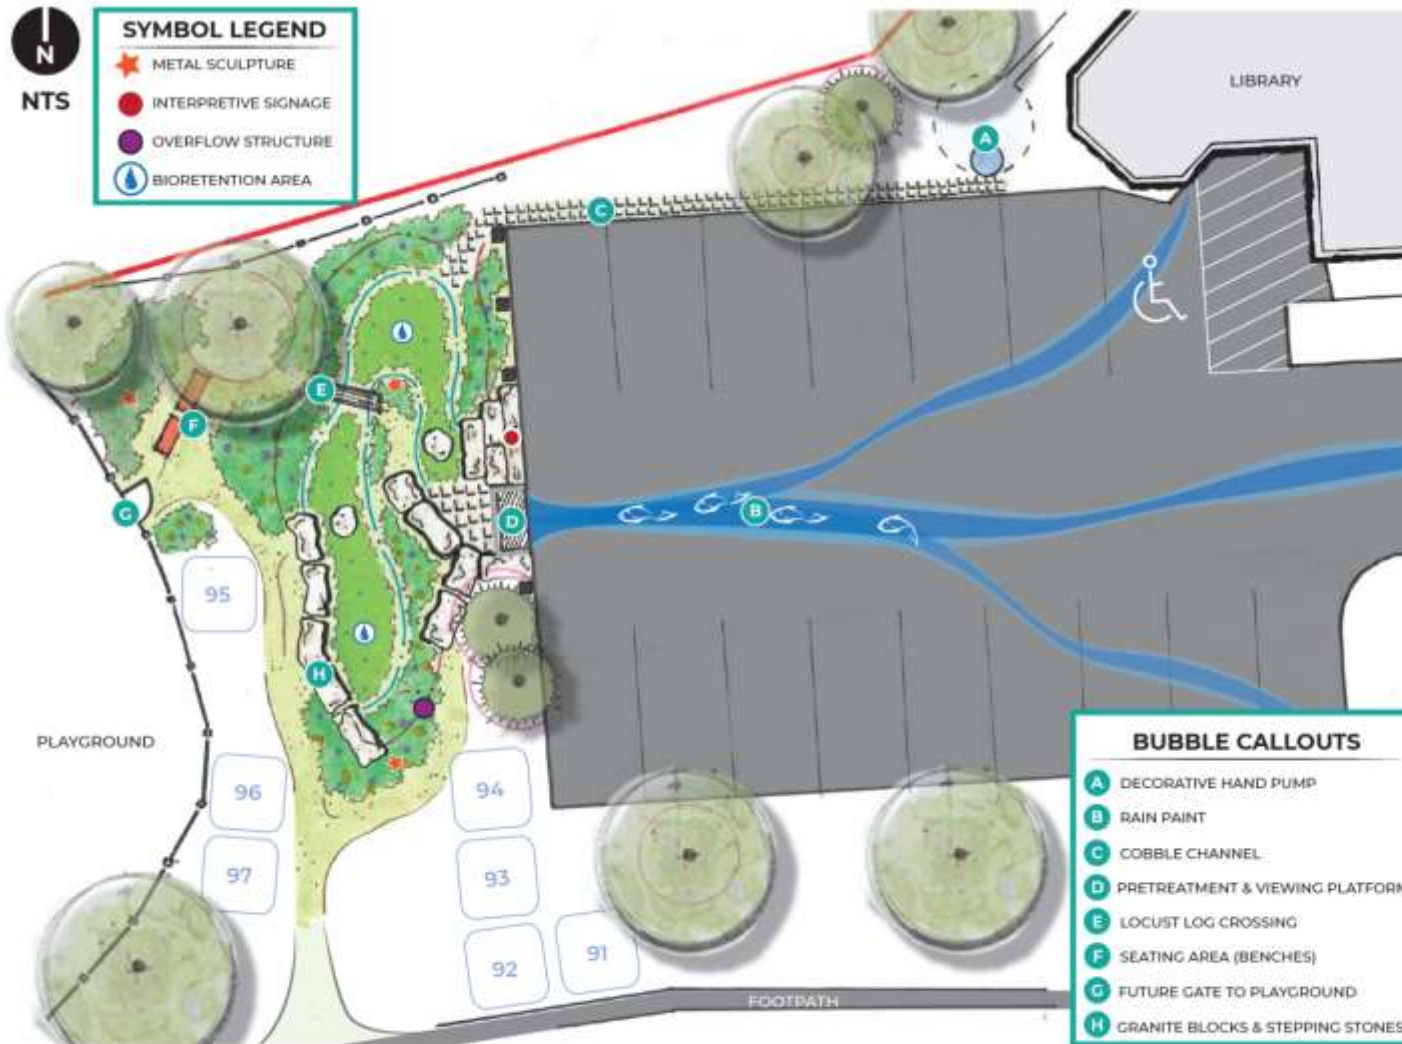 N
NTS
SYMBOL LEGEND
METAL SCULPTURE
INTERPRETIVE SIGNAGE
OVERFLOW STRUCTURE
BIORETENTION AREA
LIBRARY
A
C
E
F
G
D
B
95
H
PLAYGROUND
96
94
97
93
92
91
FOOTPATH
BUBBLE CALLOUTS
A DECORATIVE HAND PUMP
B RAIN PAINT
C COBBLE CHANNEL
D PRETREATMENT & VIEWING PLATFORM
E LOCUST LOG CROSSING
F SEATING AREA (BENCHES)
G FUTURE GATE TO PLAYGROUND
H GRANITE BLOCKS & STEPPING STONES